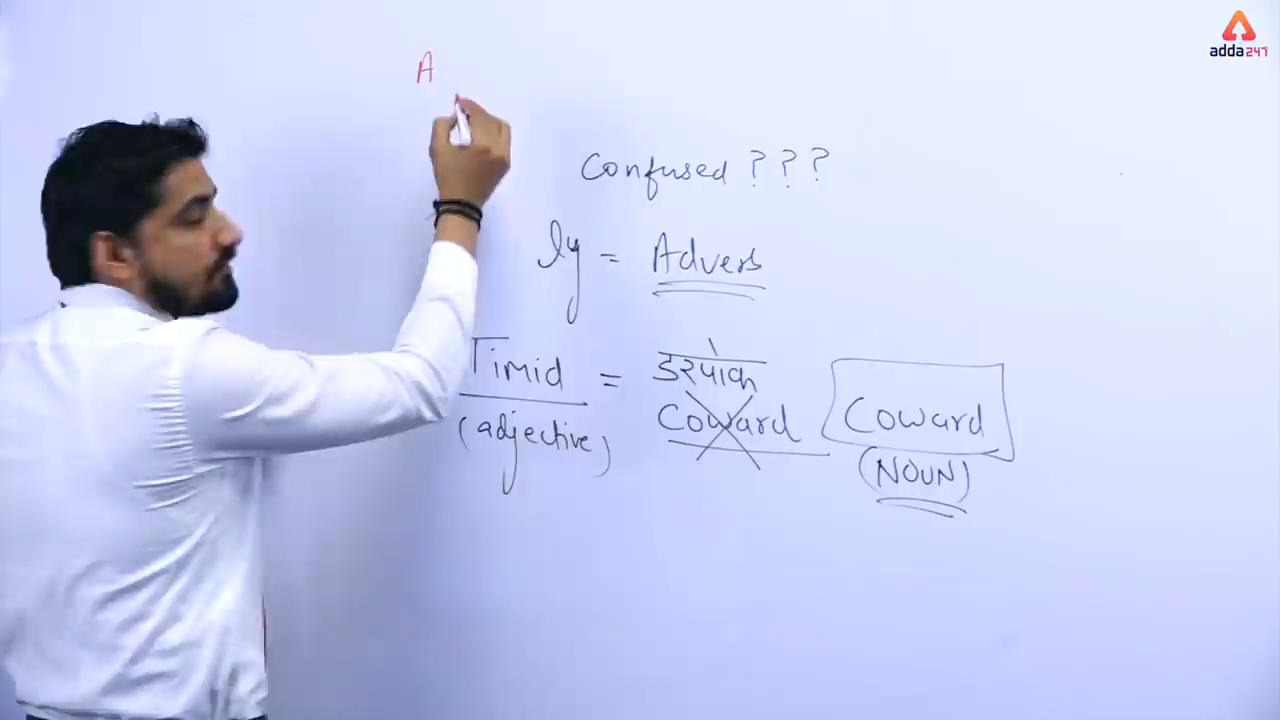 adda247
A
Confused ???
ly = Adverb
Timid = डरपोक
(adjective) Coward Coward
(NOUN)